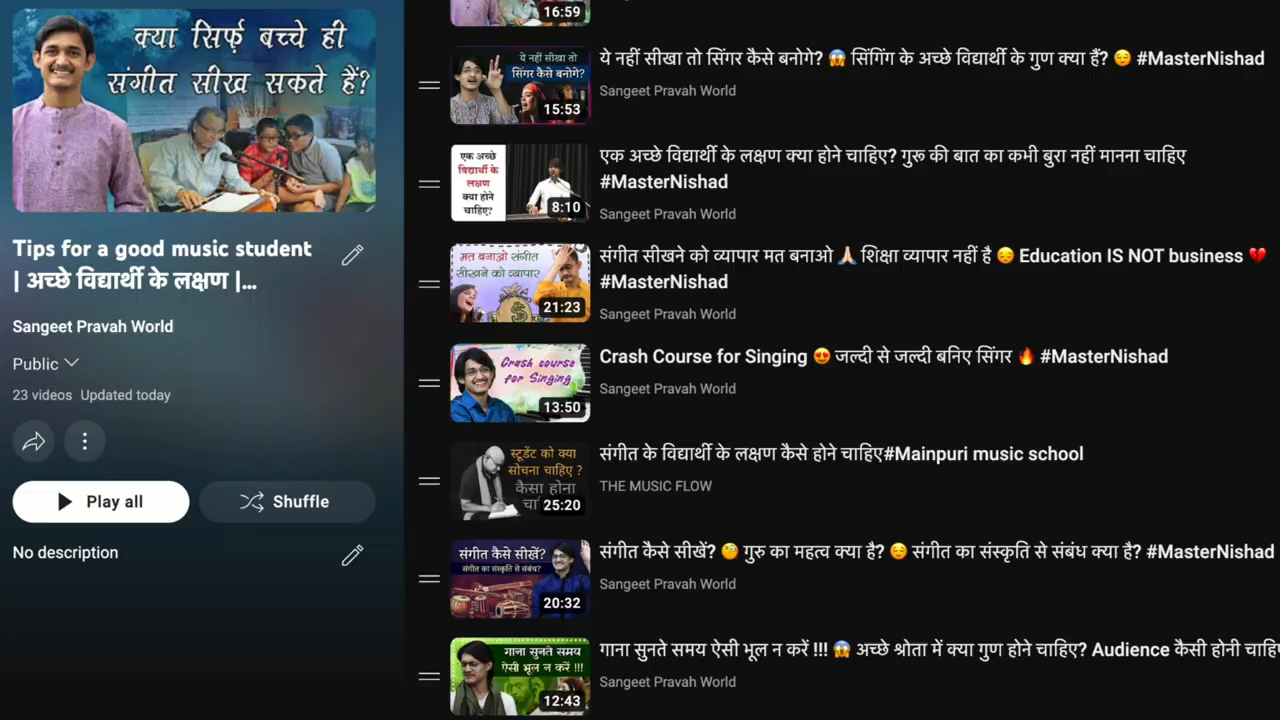 क्या सिर्फ़ बच्चे ही
संगीत सीख सकते हैं?
Tips for a good music student
| अच्छे विद्यार्थी के लक्षण |...
Sangeet Pravah World
Public
23 videos Updated today
Play all
Shuffle
No description
16:59
ये नहीं सीखा तो
सिंगर कैसे बनोगे?
15:53
ये नहीं सीखा तो सिंगर कैसे बनोगे? 😱 सिंगिंग के अच्छे विद्यार्थी के गुण क्या हैं? 😌 #MasterNishad
Sangeet Pravah World
एक अच्छे
विद्यार्थी के
लक्षण
क्या होने
चाहिए?
8:10
एक अच्छे विद्यार्थी के लक्षण क्या होने चाहिए? गुरू की बात का कभी बुरा नहीं मानना चाहिए
#MasterNishad
Sangeet Pravah World
मत बनाओ संगीत
सीखने को व्यापार
21:23
संगीत सीखने को व्यापार मत बनाओ 🙏🏻 शिक्षा व्यापार नहीं है 😔 Education IS NOT business 💔
#MasterNishad
Sangeet Pravah World
Crash course
for Singing
13:50
Crash Course for Singing 😍 जल्दी से जल्दी बनिए सिंगर 🔥 #MasterNishad
Sangeet Pravah World
स्टूडेंट को क्या
सोचना चाहिए ?
कैसा होना
25:20
संगीत के विद्यार्थी के लक्षण कैसे होने चाहिए#Mainpuri music school
THE MUSIC FLOW
संगीत कैसे सीखें?
संगीत का संस्कृति से संबंध?
20:32
संगीत कैसे सीखें? 🧐 गुरु का महत्व क्या है? 😌 संगीत का संस्कृति से संबंध क्या है? #MasterNishad
Sangeet Pravah World
गाना सुनते समय
ऐसी भूल न करें !!!
12:43
गाना सुनते समय ऐसी भूल न करें !!! 😱 अच्छे श्रोता में क्या गुण होने चाहिए? Audience कैसी होनी
Sangeet Pravah World